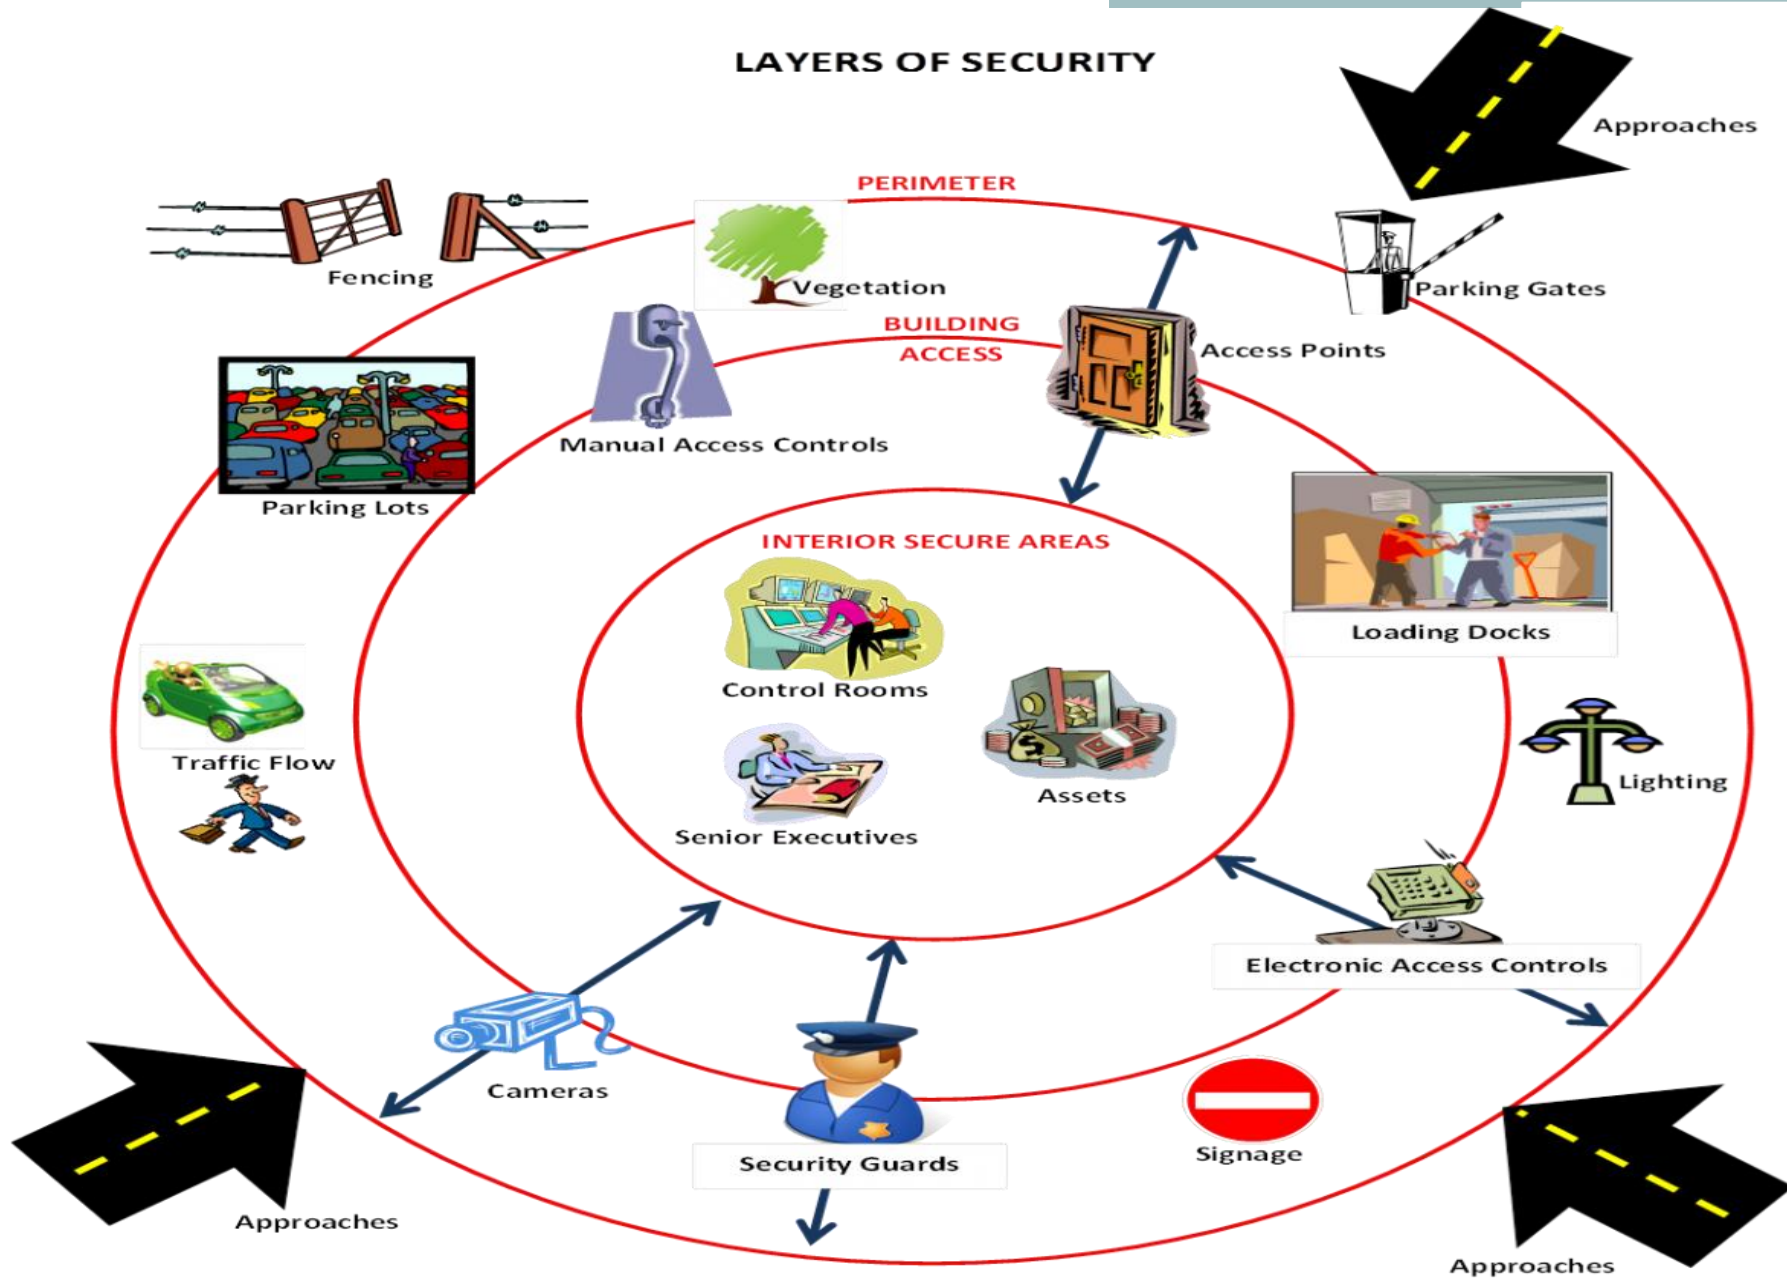 LAYERS OF SECURITY
Approaches
PERIMETER
Fencing
Vegetation
Parking Gates
BUILDING
ACCESS
Access Points
Manual Access Controls
Parking Lots
INTERIOR SECURE AREAS
Loading Docks
Control Rooms
Traffic Flow
Lighting
$
Assets
Senior Executives
Electronic Access Controls
Cameras
Signage
Security Guards
Approaches
Approaches